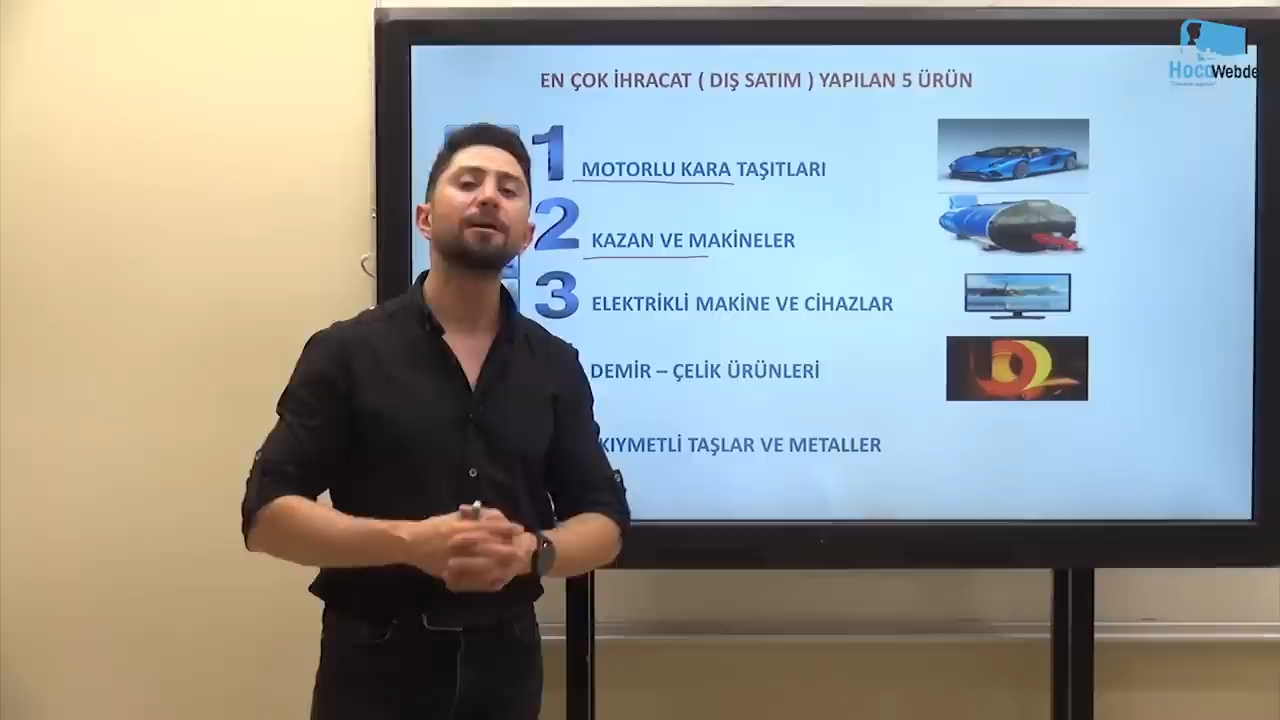 EN ÇOK İHRACAT ( DIŞ SATIM ) YAPILAN 5 ÜRÜN
Hoca Webde
1 MOTORLU KARA TAŞITLARI
2 KAZAN VE MAKİNELER
3 ELEKTRİKLİ MAKİNE VE CİHAZLAR
DEMİR – ÇELİK ÜRÜNLERİ
KIYMETLİ TAŞLAR VE METALLER